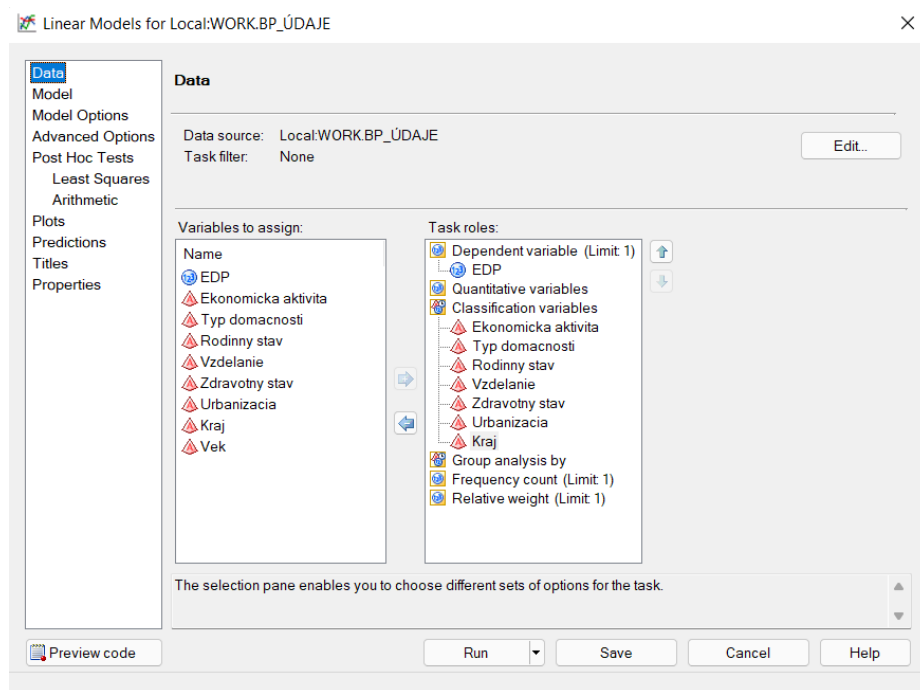 Linear Models for Local:WORK.BP_ÚDAJE
Data
Model
Model Options
Advanced Options
Post Hoc Tests
Least Squares
Arithmetic
Plots
Predictions
Titles
Properties
Data
Data source: Local:WORK.BP_ÚDAJE
Task filter: None
Edit...
Variables to assign:
Name
EDP
Ekonomicka aktivita
Typ domacnosti
Rodinny stav
Vzdelanie
Zdravotny stav
Urbanizacia
Kraj
Vek
Task roles:
Dependent variable (Limit: 1)
EDP
Quantitative variables
Classification variables
Ekonomicka aktivita
Typ domacnosti
Rodinny stav
Vzdelanie
Zdravotny stav
Urbanizacia
Kraj
Group analysis by
Frequency count (Limit: 1)
Relative weight (Limit: 1)
The selection pane enables you to choose different sets of options for the task.
Preview code
Run
Save
Cancel
Help